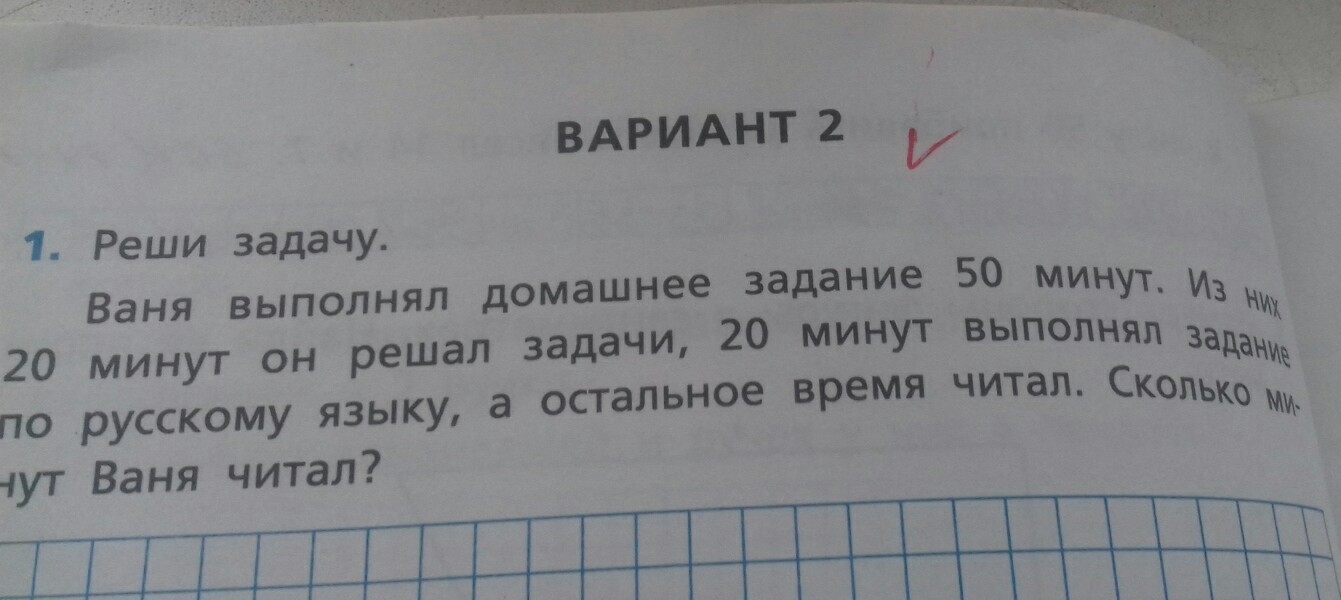 ВАРИАНТ 2
1. Реши задачу.
Ваня выполнял домашнее задание 50 минут. Из них
20 минут он решал задачи, 20 минут выполнял задание
по русскому языку, а остальное время читал. Сколько ми-
нут Ваня читал?